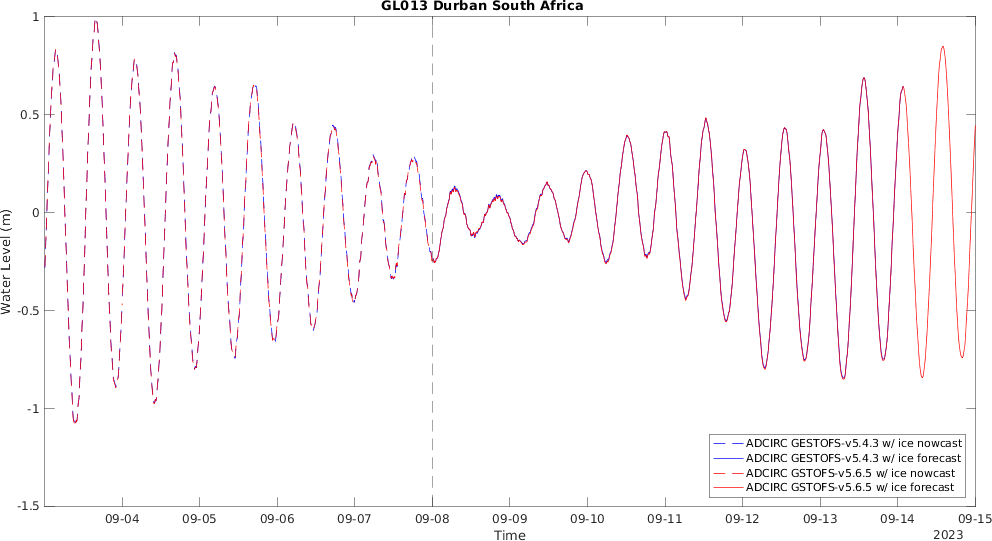 GL013 Durban South Africa
1
0.5
0
-0.5
-1
-1.5
Water Level (m)
09-04 09-05 09-06 09-07 09-08 09-09 09-10 09-11 09-12 09-13 09-14 09-15
Time
2023
ADCIRC GESTOFS-v5.4.3 w/ ice nowcast
ADCIRC GESTOFS-v5.4.3 w/ ice forecast
ADCIRC GSTOFS-v5.6.5 w/ ice nowcast
ADCIRC GSTOFS-v5.6.5 w/ ice forecast